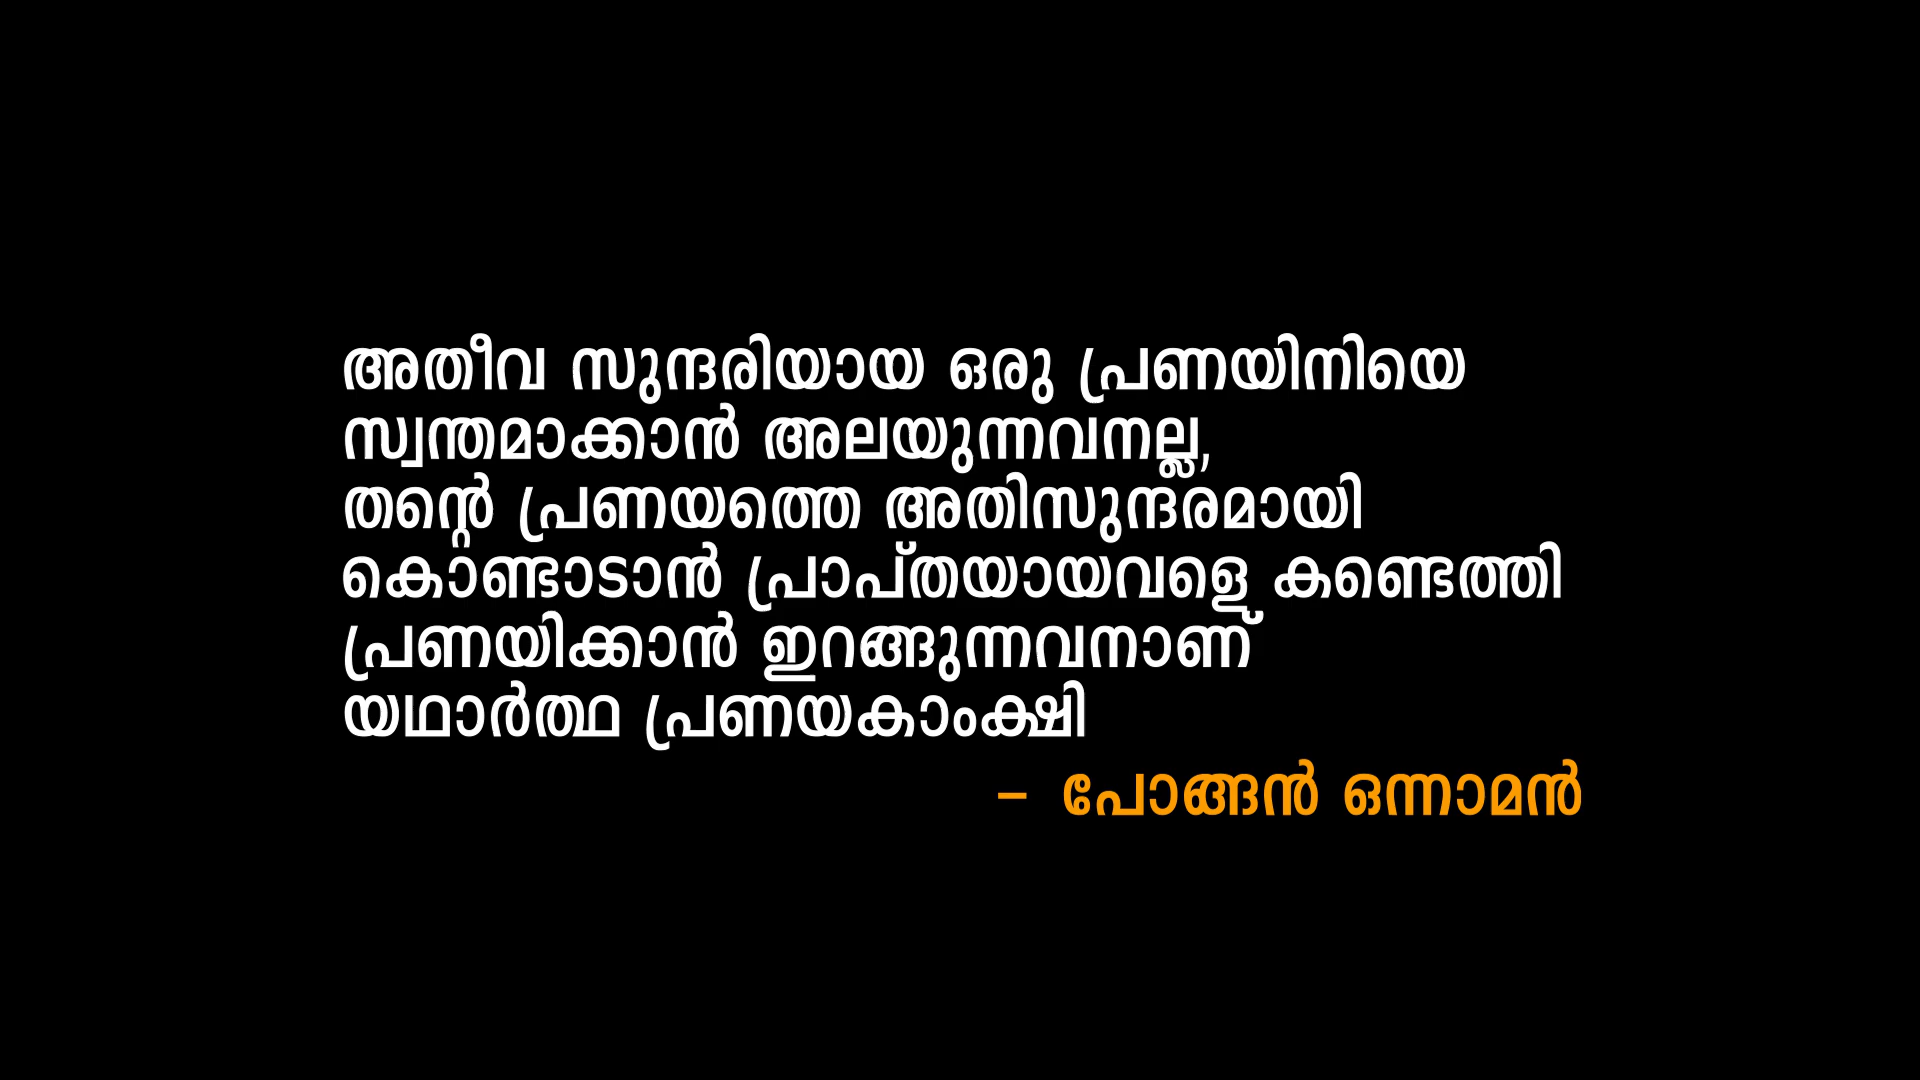 അതീവ സുന്ദരിയായ ഒരു പ്രണയിനിയെ
സ്വന്തമാക്കാൻ അലയുന്നവനല്ല,
തന്റെ പ്രണയത്തെ അതിസുന്ദരമായി
കൊണ്ടാടാൻ പ്രാപ്തയായവളെ കണ്ടെത്തി
പ്രണയിക്കാൻ ഇറങ്ങുന്നവനാണ്
യഥാർത്ഥ പ്രണയകാംക്ഷി
– പോങ്ങൻ ഒന്നാമൻ